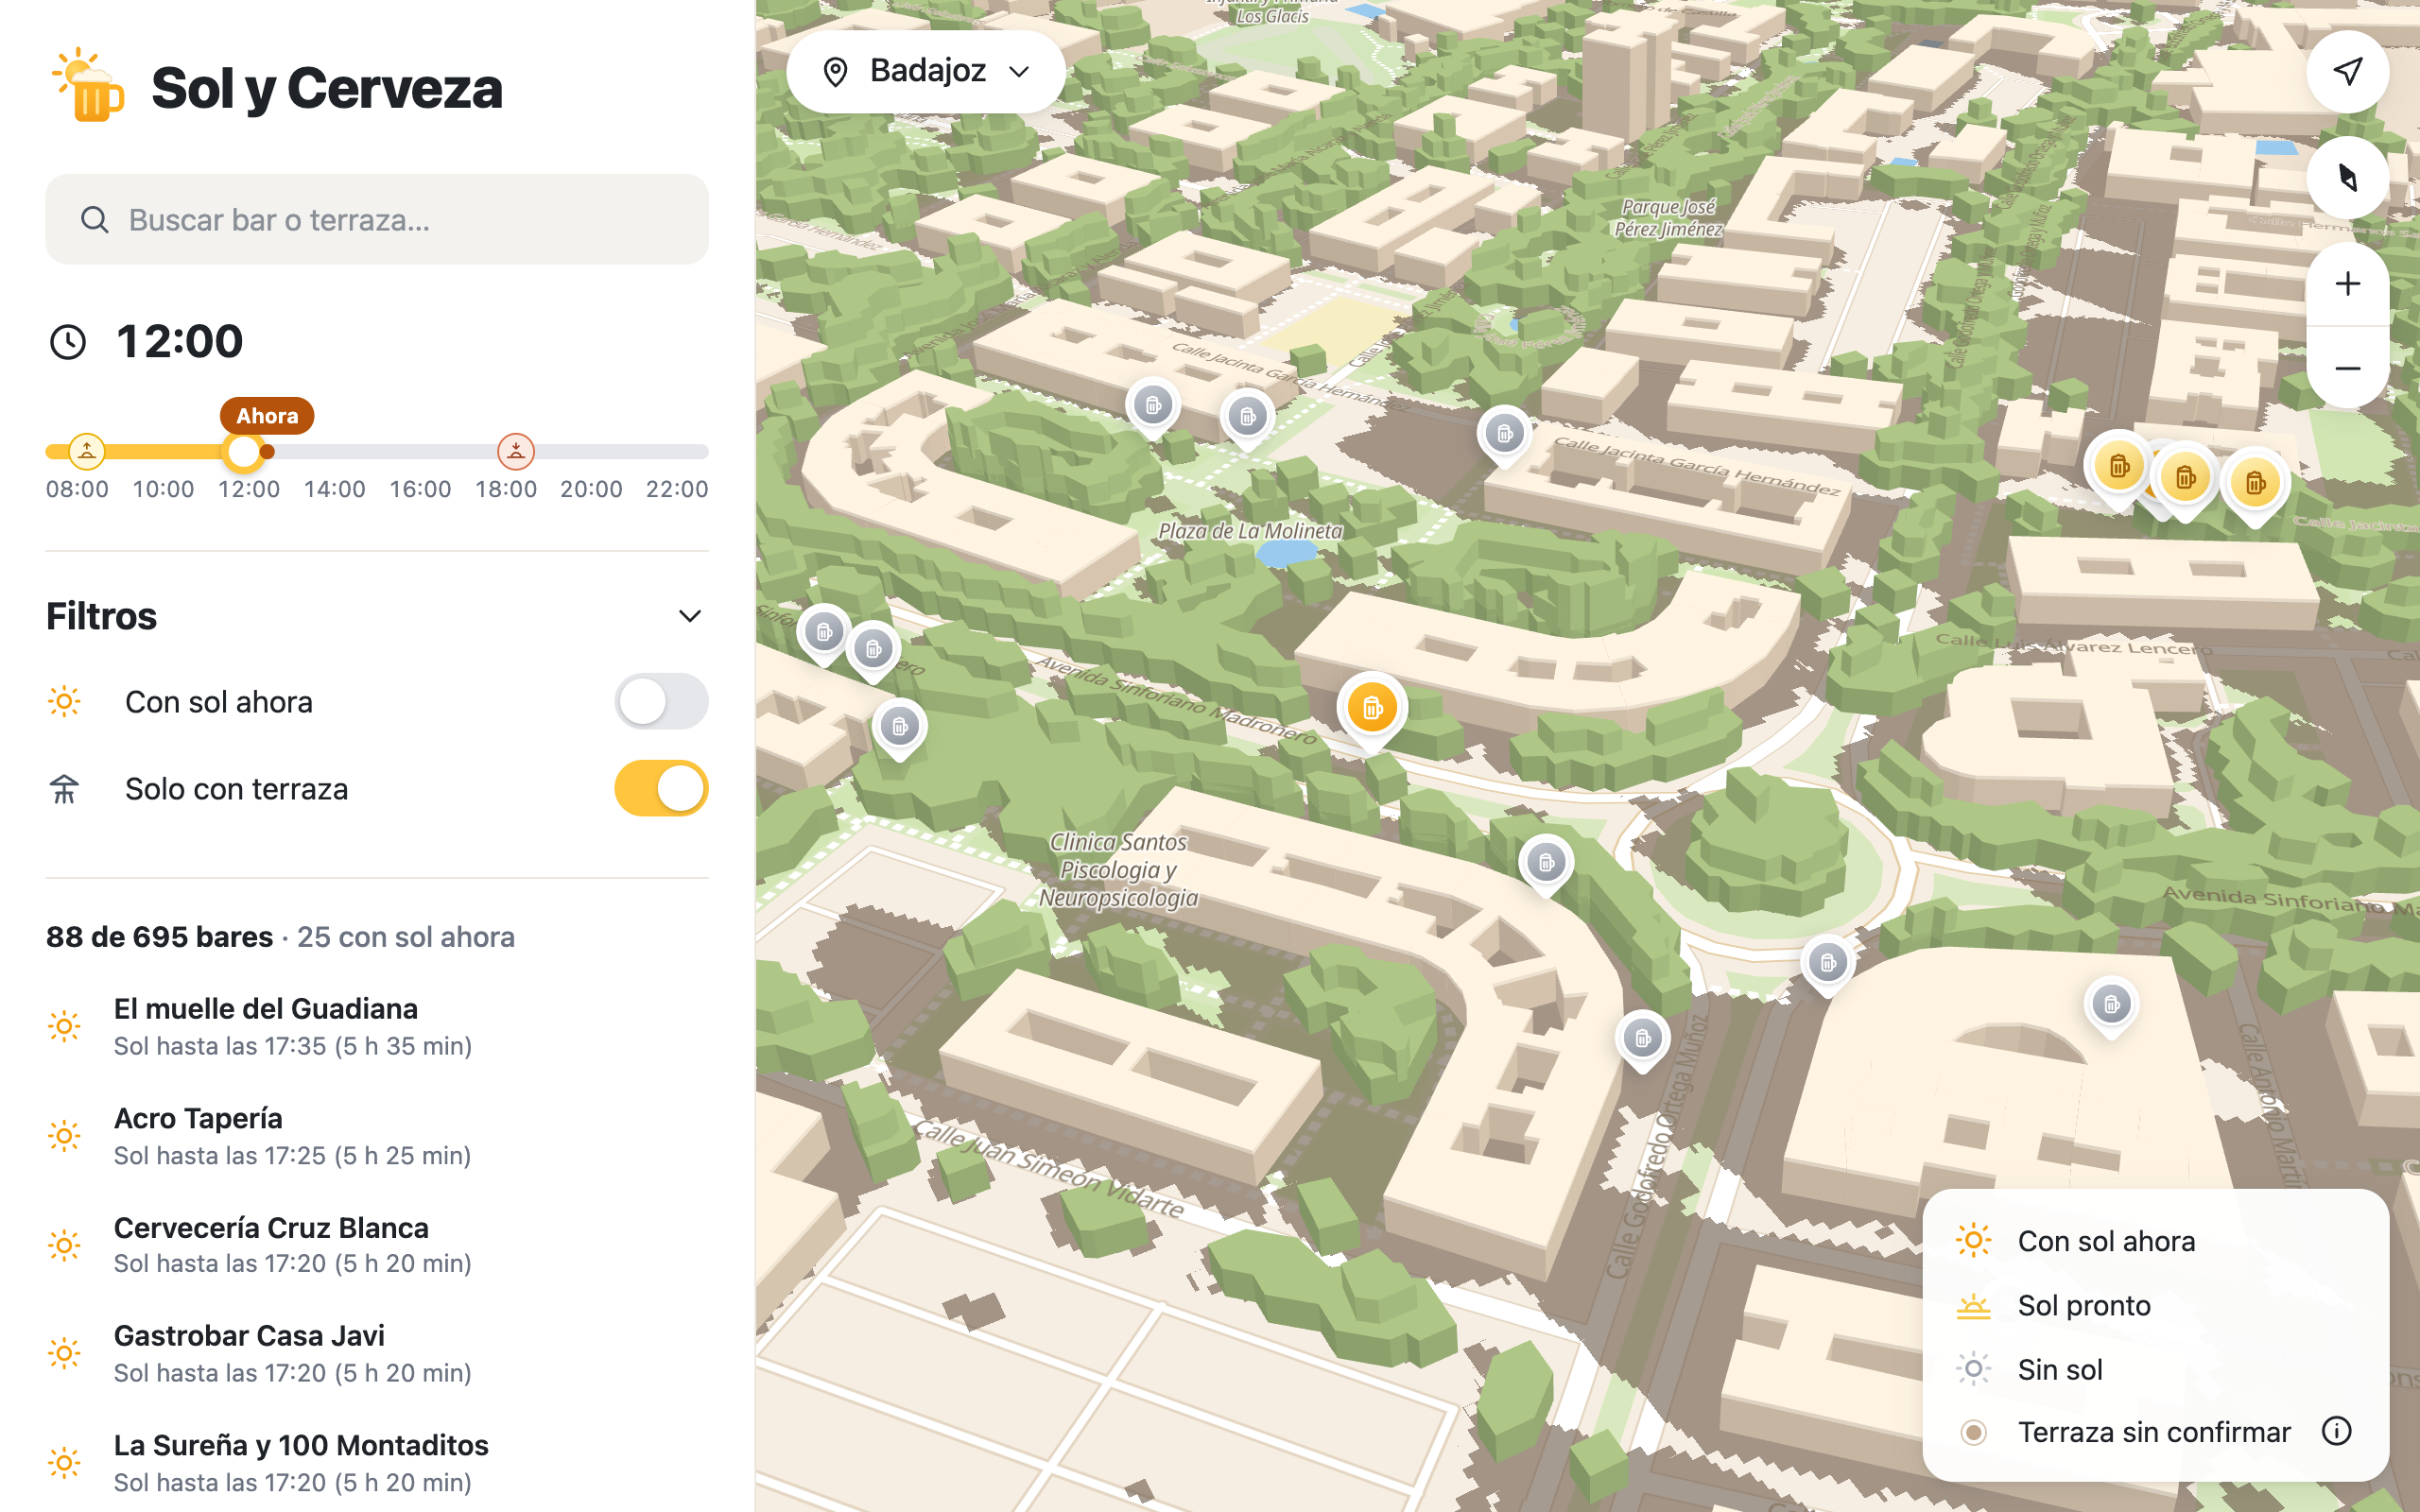 Sol y Cerveza
Buscar bar o terraza...
12:00
Ahora
08:00 10:00 12:00 14:00 16:00 18:00 20:00 22:00
Filtros
Con sol ahora
Solo con terraza
88 de 695 bares · 25 con sol ahora
El muelle del Guadiana
Sol hasta las 17:35 (5 h 35 min)
Acro Tapería
Sol hasta las 17:25 (5 h 25 min)
Cervecería Cruz Blanca
Sol hasta las 17:20 (5 h 20 min)
Gastrobar Casa Javi
Sol hasta las 17:20 (5 h 20 min)
La Sureña y 100 Montaditos
Sol hasta las 17:20 (5 h 20 min)
Badajoz
Los Glacis
Parque José
Pérez Jiménez
Calle Jacinta García Hernández
Calle Jacinta García Hernández
Plaza de La Molineta
Calle Luis Álvarez Lencero
Avenida Sinforiano Madroñero
Clinica Santos
Piscologia y
Neuropsicologia
Avenida Sinforiano Ma
Calle Godofredo Ortega Muñoz
Calle Juan Simeón Vidarte
Calle Antonio Martí
Con sol ahora
Sol pronto
Sin sol
Terraza sin confirmar